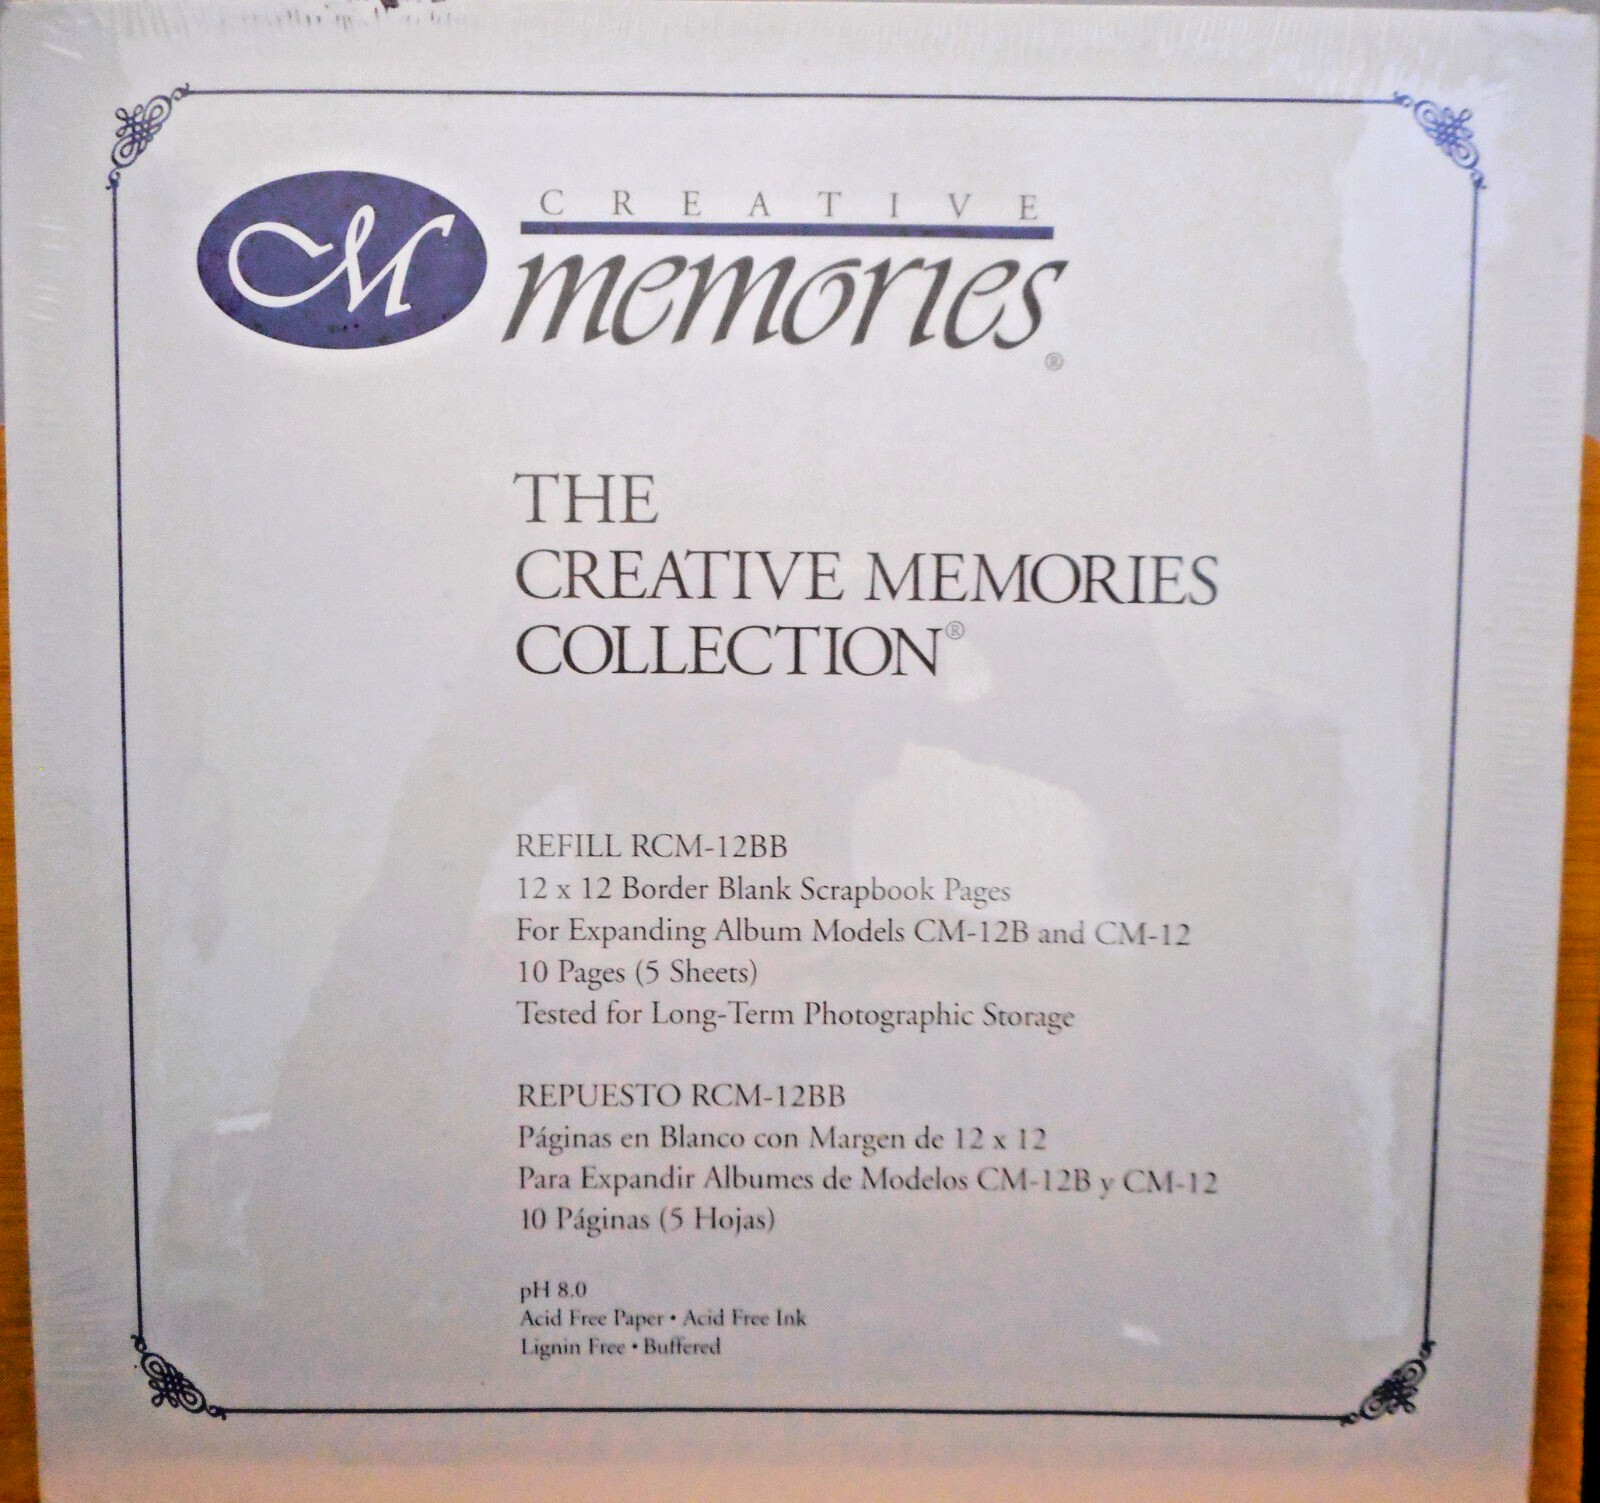 M
CREATIVE
memories®
THE
CREATIVE MEMORIES
COLLECTION®
REFILL RCM-12BB
12 x 12 Border Blank Scrapbook Pages
For Expanding Album Models CM-12B and CM-12
10 Pages (5 Sheets)
Tested for Long-Term Photographic Storage
REPUESTO RCM-12BB
Páginas en Blanco con Margen de 12 x 12
Para Expandir Albumes de Modelos CM-12B y CM-12
10 Páginas (5 Hojas)
pH 8.0
Acid Free Paper • Acid Free Ink
Lignin Free • Buffered